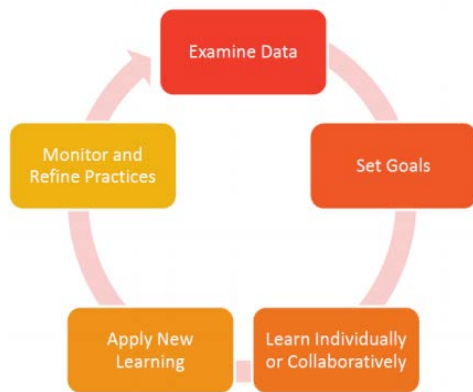 Examine Data
Set Goals
Learn Individually
or Collaboratively
Apply New
Learning
Monitor and
Refine Practices